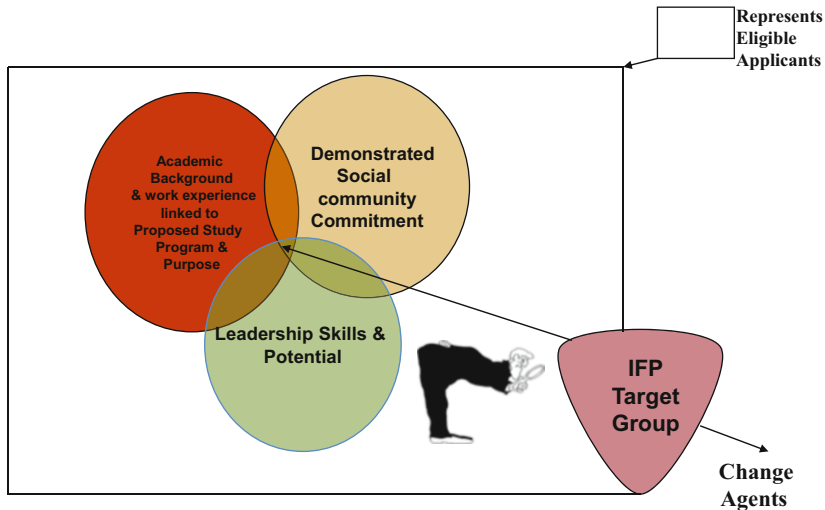 Represents
Eligible
Applicants
Academic
Background
& work experience
linked to
Proposed Study
Program &
Purpose
Demonstrated
Social
community
Commitment
Leadership Skills &
Potential
IFP
Target
Group
Change
Agents